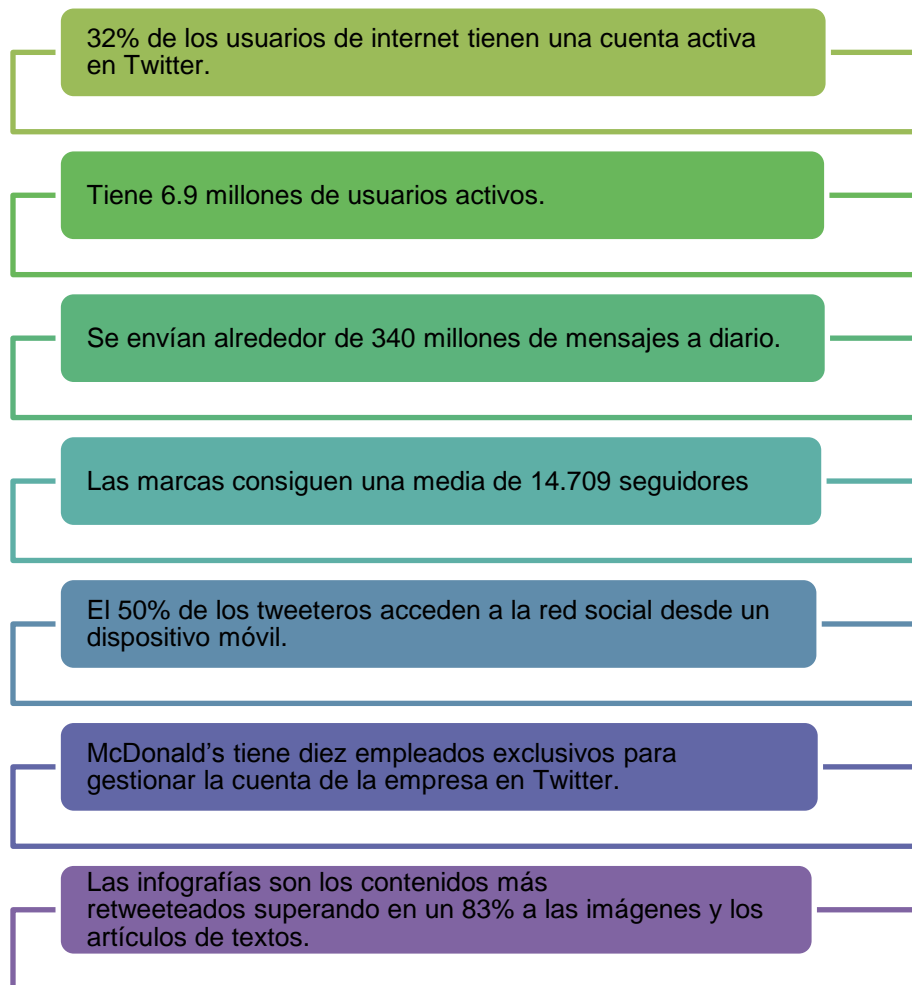 32% de los usuarios de internet tienen una cuenta activa
en Twitter.
Tiene 6.9 millones de usuarios activos.
Se envían alrededor de 340 millones de mensajes a diario.
Las marcas consiguen una media de 14.709 seguidores
El 50% de los tweeteros acceden a la red social desde un
dispositivo móvil.
McDonald’s tiene diez empleados exclusivos para
gestionar la cuenta de la empresa en Twitter.
Las infografías son los contenidos más
retweeteados superando en un 83% a las imágenes y los
artículos de textos.